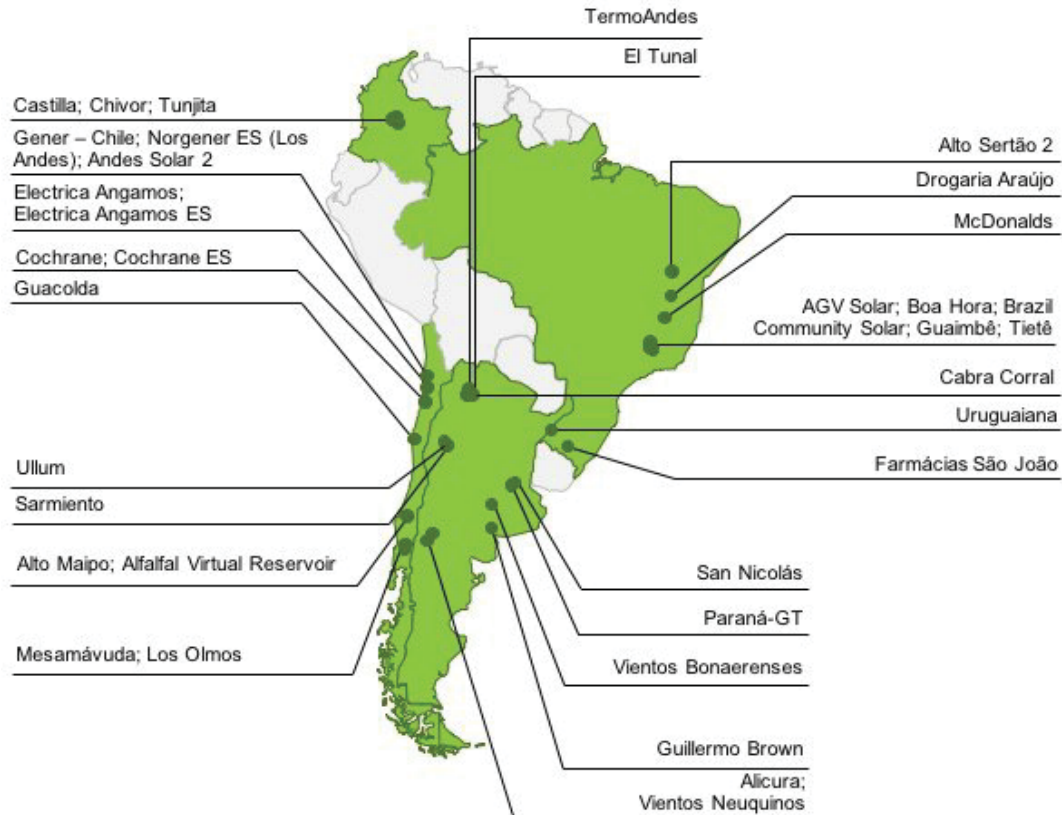 TermoAndes
El Tunal
Castilla; Chivor; Tunjita
Gener – Chile; Norgener ES (Los
Andes); Andes Solar 2
Electrica Angamos;
Electrica Angamos ES
Cochrane; Cochrane ES
Guacolda
Ullum
Sarmiento
Alto Maipo; Alfalfal Virtual Reservoir
Mesamávuda; Los Olmos
Alto Sertão 2
Drogaria Araújo
McDonalds
AGV Solar; Boa Hora; Brazil
Community Solar; Guaimbê; Tietê
Cabra Corral
Uruguaiana
Farmácias São João
San Nicolás
Paraná-GT
Vientos Bonaerenses
Guillermo Brown
Alicura;
Vientos Neuquinos